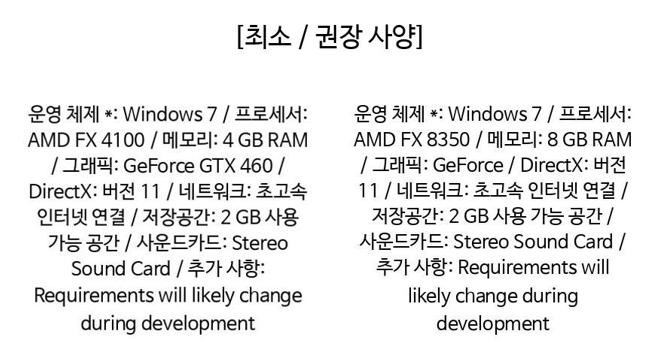 [최소 / 권장 사양]
운영 체제 *: Windows 7 / 프로세서:
AMD FX 4100 / 메모리: 4 GB RAM
/ 그래픽: GeForce GTX 460 /
DirectX: 버전 11 / 네트워크: 초고속
인터넷 연결 / 저장공간: 2 GB 사용
가능 공간 / 사운드카드: Stereo
Sound Card / 추가 사항:
Requirements will likely change
during development
운영 체제 *: Windows 7 / 프로세서:
AMD FX 8350 / 메모리: 8 GB RAM
/ 그래픽: GeForce / DirectX: 버전
11 / 네트워크: 초고속 인터넷 연결 /
저장공간: 2 GB 사용 가능 공간 /
사운드카드: Stereo Sound Card /
추가 사항: Requirements will
likely change during
development